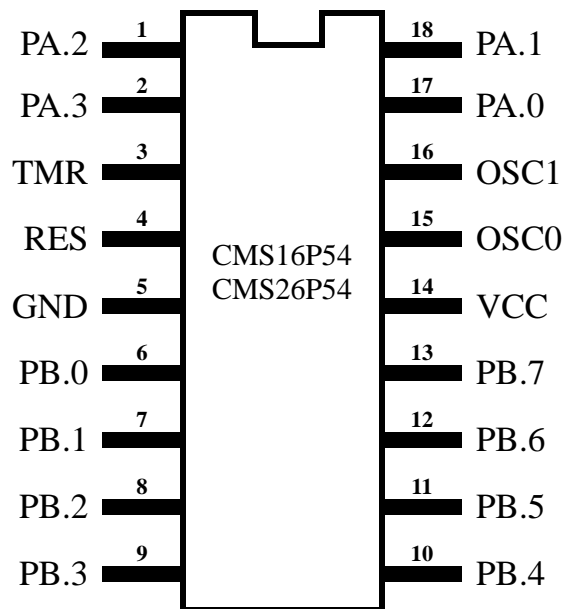 PA.2 1 18 PA.1
PA.3 2 17 PA.0
TMR 3 16 OSC1
RES 4 15 OSC0
CMS16P54
CMS26P54
GND 5 14 VCC
PB.0 6 13 PB.7
PB.1 7 12 PB.6
PB.2 8 11 PB.5
PB.3 9 10 PB.4